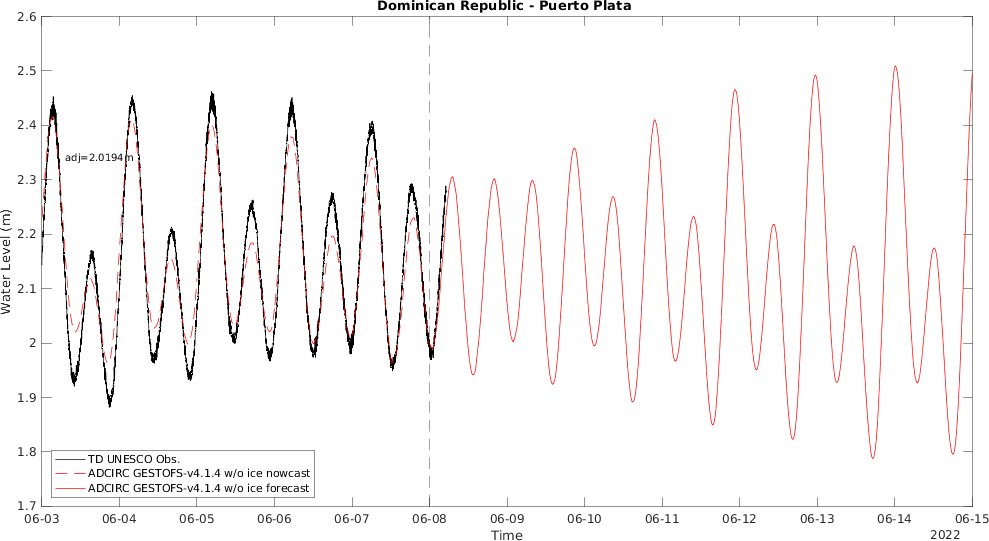 Dominican Republic - Puerto Plata
2.6
2.5
2.4
2.3
2.2
2.1
2
1.9
1.8
1.7
Water Level (m)
adj=2.0194m
TD UNESCO Obs.
ADCIRC GESTOFS-v4.1.4 w/o ice nowcast
ADCIRC GESTOFS-v4.1.4 w/o ice forecast
06-03 06-04 06-05 06-06 06-07 06-08 06-09 06-10 06-11 06-12 06-13 06-14 06-15
Time
2022